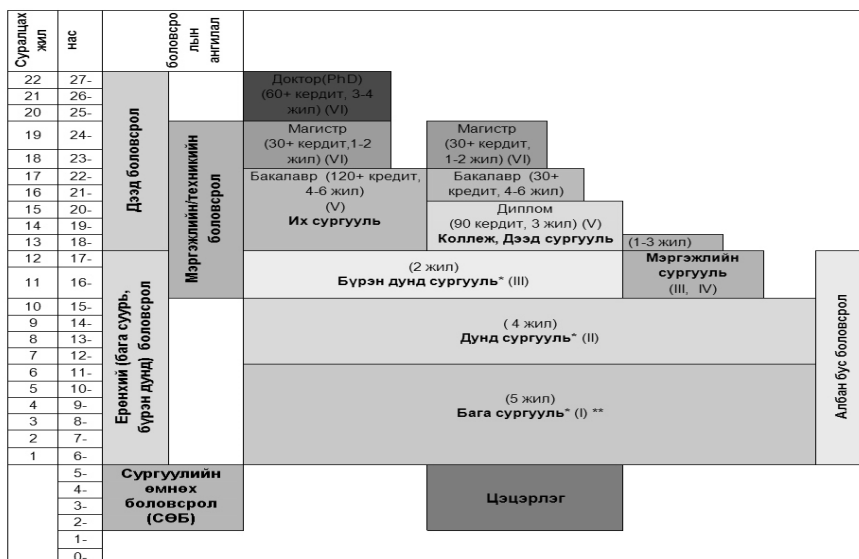 Суралцах
жил
нас
боловсро
лын
ангилал
22 27-
21 26-
20 25-
19 24-
18 23-
17 22-
16 21-
15 20-
14 19-
13 18-
12 17-
11 16-
10 15-
9 14-
8 13-
7 12-
6 11-
5 10-
4 9-
3 8-
2 7-
1 6-
5-
4-
3-
2-
1-
0-
Дээд боловсрол
Ерөнхий (бага суурь,
бүрэн дунд) боловсрол
Мэргэжлийн/техникийн
боловсрол
Сургуулийн
өмнөх
боловсрол
(СӨБ)
Доктор(PhD)
(60+ кердит, 3-4
жил) (VI)
Магистр
(30+ кердит,1-2
жил) (VI)
Магистр
(30+ кердит,
1-2 жил) (VI)
Бакалавр (120+ кредит,
4-6 жил)
(V)
Их сургууль
Бакалавр (30+
кредит, 4-6 жил)
Диплом
(90 кердит, 3 жил) (V)
Коллеж, Дээд сургууль
(1-3 жил)
Мэргэжлийн
сургууль
(III, IV)
(2 жил)
Бүрэн дунд сургууль* (III)
( 4 жил)
Дунд сургууль* (II)
(5 жил)
Бага сургууль* (I) **
Цэцэрлэг
Албан бус боловсрол